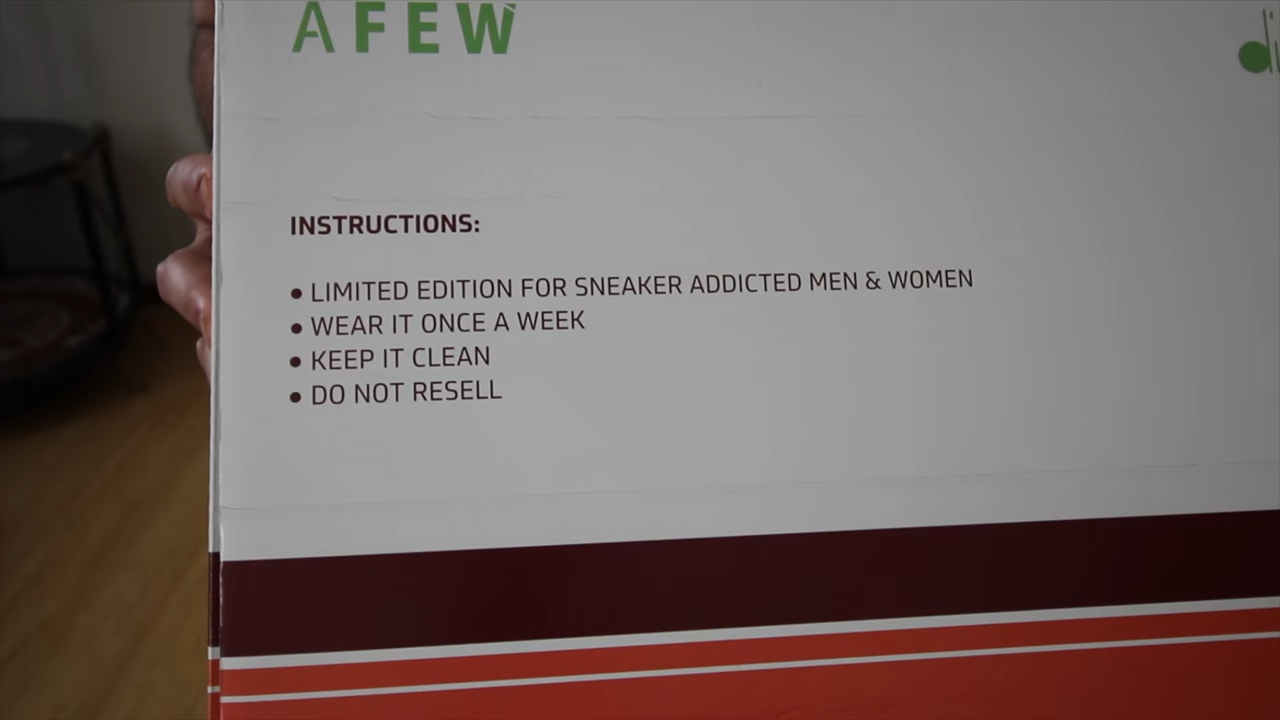 AFEW
INSTRUCTIONS:
• LIMITED EDITION FOR SNEAKER ADDICTED MEN & WOMEN
• WEAR IT ONCE A WEEK
• KEEP IT CLEAN
• DO NOT RESELL